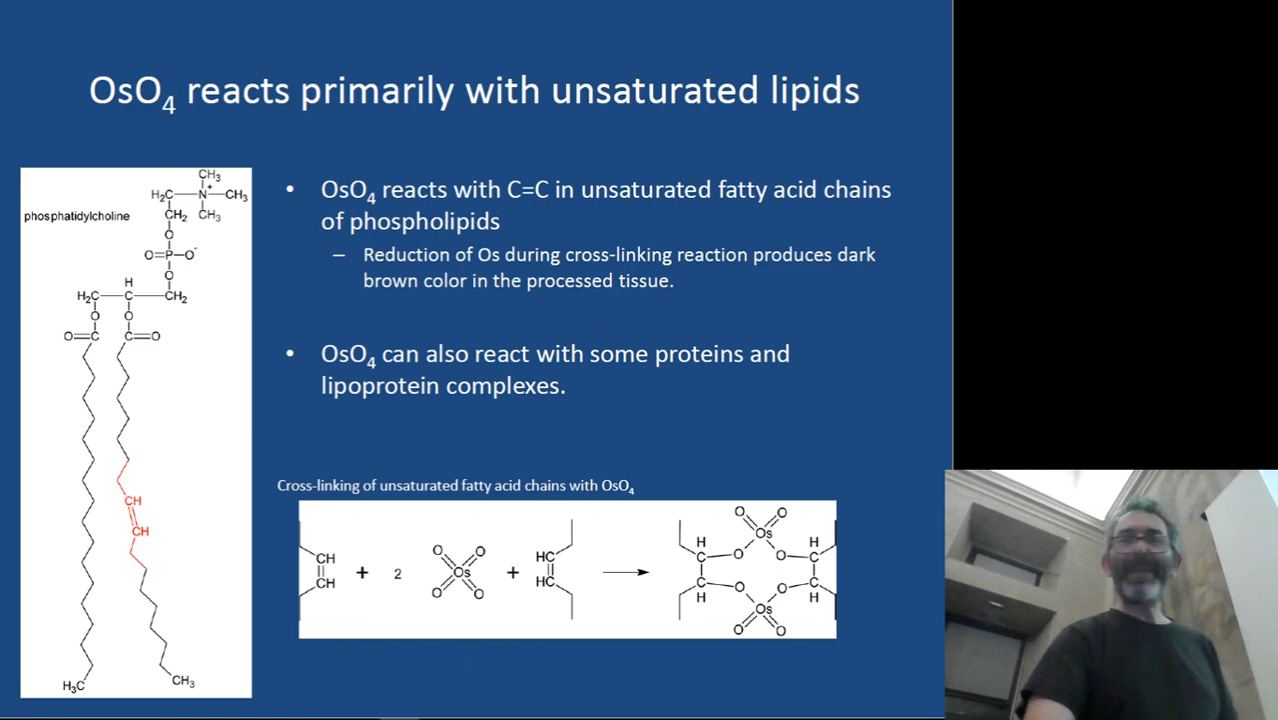 OsO₄ reacts primarily with unsaturated lipids
phosphatidylcholine
CH₃
H₂C N⁺ CH₃
CH₂ CH₃
O
O=P–O⁻
O
H
H₂C C CH₂
O O
O=C C=O
CH
CH
H₃C CH₃
• OsO₄ reacts with C=C in unsaturated fatty acid chains
of phospholipids
– Reduction of Os during cross-linking reaction produces dark
brown color in the processed tissue.
• OsO₄ can also react with some proteins and
lipoprotein complexes.
Cross-linking of unsaturated fatty acid chains with OsO₄
CH
CH
+ 2
O O
Os
O O
+
HC
HC
O O
Os
H H
C O O C
C O O C
H H
Os
O O